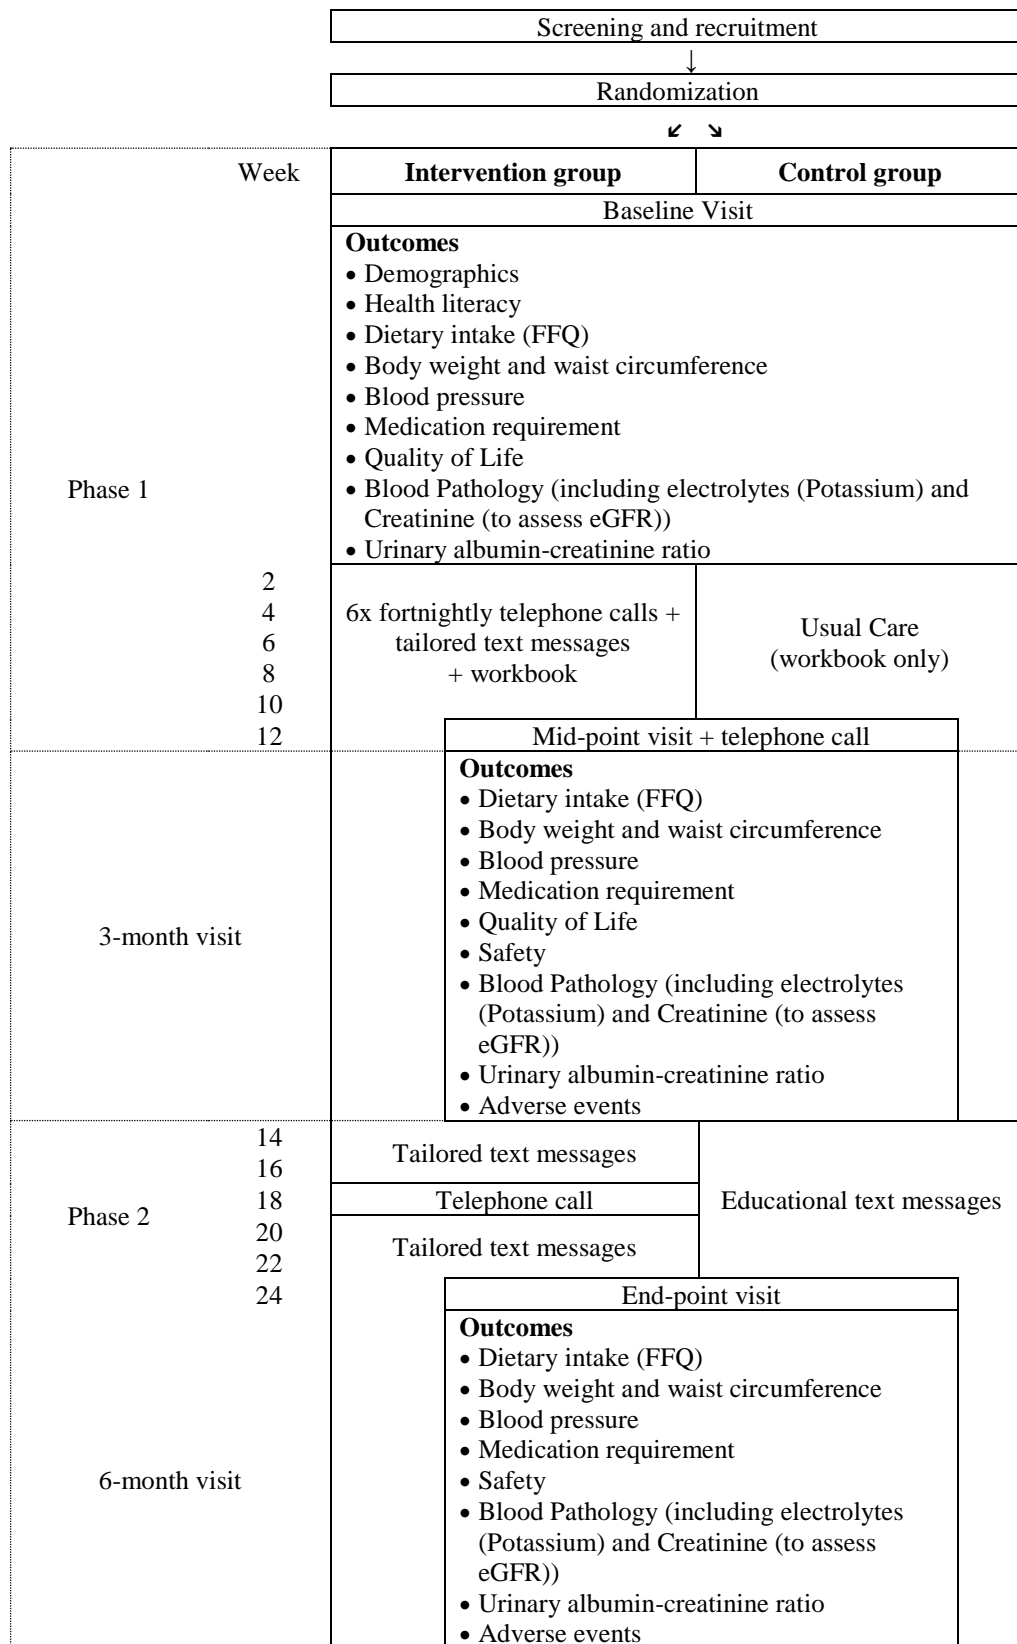 Screening and recruitment
↓
Randomization
↙ ↘
Week
Intervention group
Control group
Baseline Visit
Outcomes
• Demographics
• Health literacy
• Dietary intake (FFQ)
• Body weight and waist circumference
• Blood pressure
• Medication requirement
• Quality of Life
• Blood Pathology (including electrolytes (Potassium) and
Creatinine (to assess eGFR))
• Urinary albumin-creatinine ratio
Phase 1
2
4
6
8
10
12
6x fortnightly telephone calls +
tailored text messages
+ workbook
Usual Care
(workbook only)
Mid-point visit + telephone call
3-month visit
Outcomes
• Dietary intake (FFQ)
• Body weight and waist circumference
• Blood pressure
• Medication requirement
• Quality of Life
• Safety
• Blood Pathology (including electrolytes
(Potassium) and Creatinine (to assess
eGFR))
• Urinary albumin-creatinine ratio
• Adverse events
Phase 2
14
16
18
20
22
24
Tailored text messages
Telephone call
Tailored text messages
Educational text messages
End-point visit
6-month visit
Outcomes
• Dietary intake (FFQ)
• Body weight and waist circumference
• Blood pressure
• Medication requirement
• Safety
• Blood Pathology (including electrolytes
(Potassium) and Creatinine (to assess
eGFR))
• Urinary albumin-creatinine ratio
• Adverse events